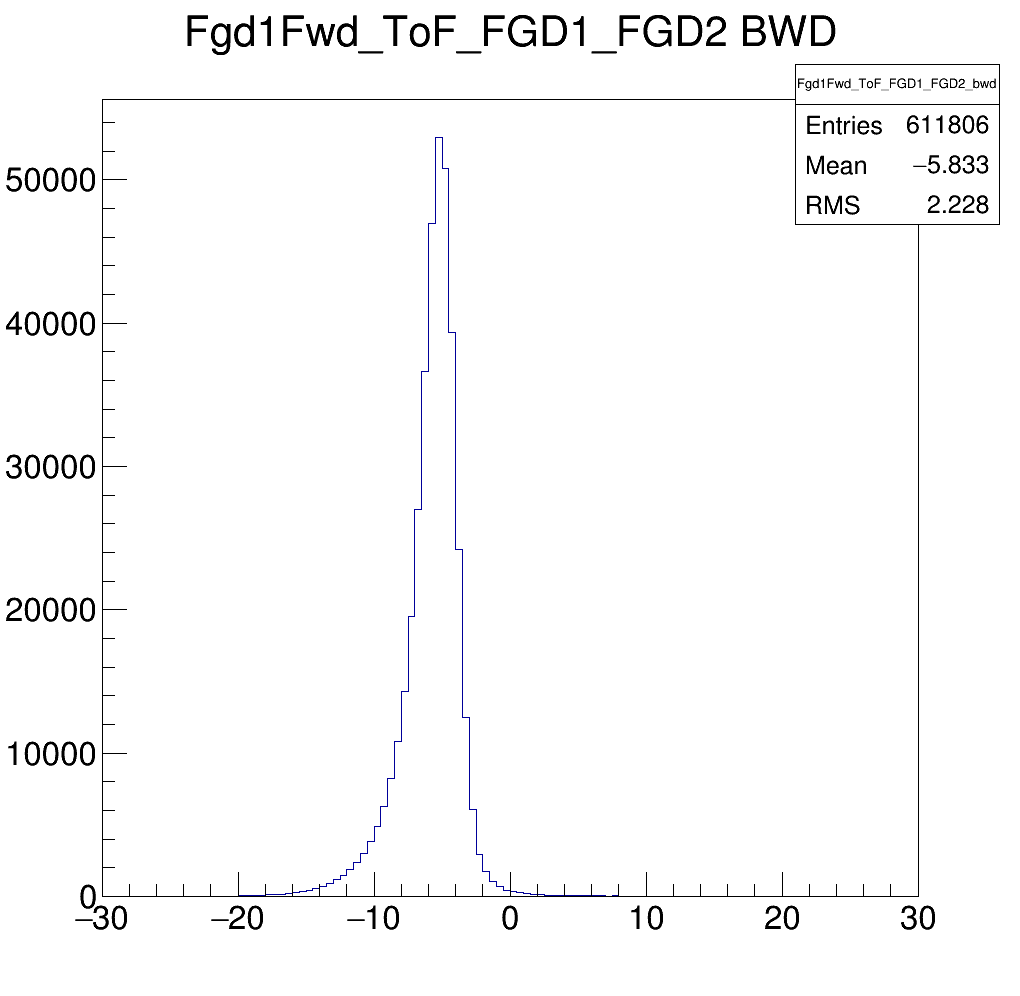 Fgd1Fwd_ToF_FGD1_FGD2 BWD
Fgd1Fwd_ToF_FGD1_FGD2_bwd
Entries 611806
Mean −5.833
RMS 2.228
50000
40000
30000
20000
10000
0
−30 −20 −10 0 10 20 30